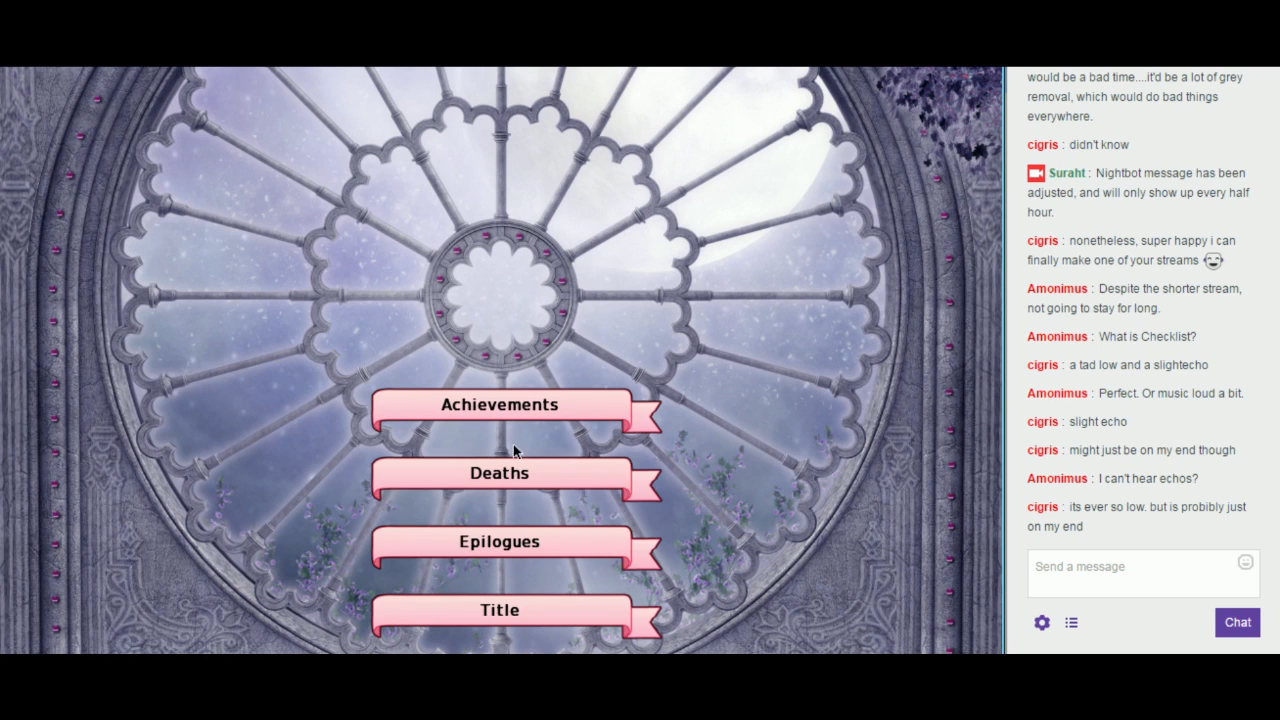 Achievements
Deaths
Epilogues
Title
would be a bad time....it'd be a lot of grey
removal, which would do bad things
everywhere.
cigris : didn't know
Suraht : Nightbot message has been
adjusted, and will only show up every half
hour.
cigris : nonetheless, super happy i can
finally make one of your streams
Amonimus : Despite the shorter stream,
not going to stay for long.
Amonimus : What is Checklist?
cigris : a tad low and a slightecho
Amonimus : Perfect. Or music loud a bit.
cigris : slight echo
cigris : might just be on my end though
Amonimus : I can't hear echos?
cigris : its ever so low. but is probibly just
on my end
Send a message
Chat